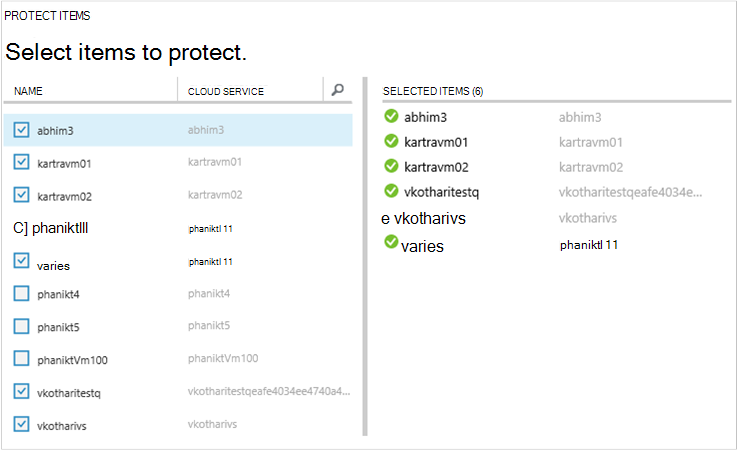 PROTECT ITEMS
Select items to protect.
NAME CLOUD SERVICE
abhim3 abhim3
kartravm01 kartravm01
kartravm02 kartravm02
C] phaniktlll phaniktl 11
varies phaniktl 11
phanikt4 phanikt4
phanikt5 phanikt5
phaniktVm100 phaniktVm100
vkotharitestq vkotharitestqeafe4034ee4740a4...
vkotharivs vkotharivs
SELECTED ITEMS (6)
abhim3 abhim3
kartravm01 kartravm01
kartravm02 kartravm02
vkotharitestq vkotharitestqeafe4034e...
e vkotharivs vkotharivs
varies phaniktl 11